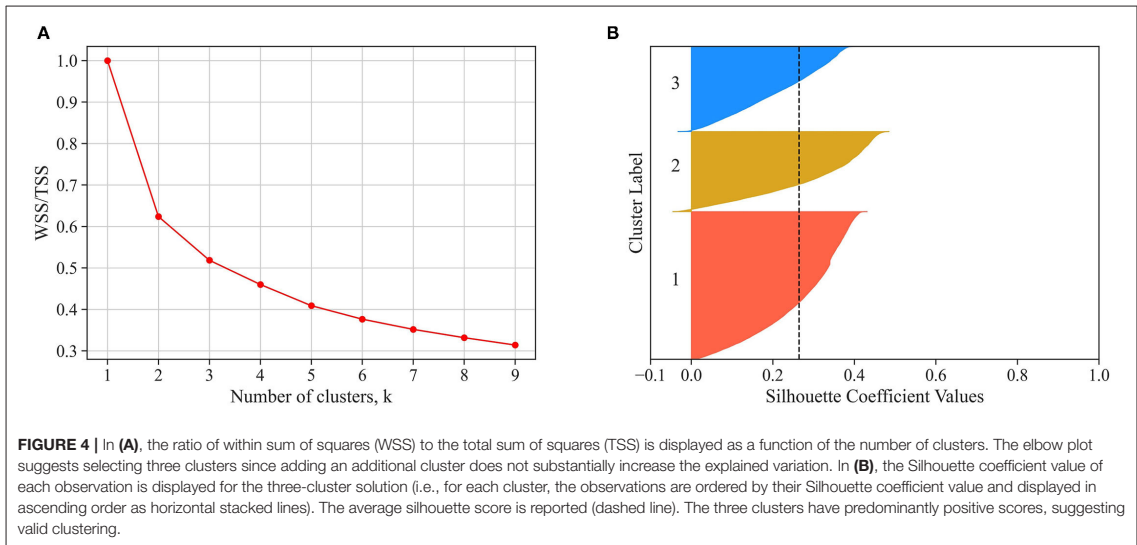 A
1.0
0.9
0.8
0.7
0.6
0.5
0.4
0.3
WSS/TSS
1 2 3 4 5 6 7 8 9
Number of clusters, k
B
3
2
1
Cluster Label
−0.1 0.0 0.2 0.4 0.6 0.8 1.0
Silhouette Coefficient Values
FIGURE 4 | In (A), the ratio of within sum of squares (WSS) to the total sum of squares (TSS) is displayed as a function of the number of clusters. The elbow plot
suggests selecting three clusters since adding an additional cluster does not substantially increase the explained variation. In (B), the Silhouette coefficient value of
each observation is displayed for the three-cluster solution (i.e., for each cluster, the observations are ordered by their Silhouette coefficient value and displayed in
ascending order as horizontal stacked lines). The average silhouette score is reported (dashed line). The three clusters have predominantly positive scores, suggesting
valid clustering.